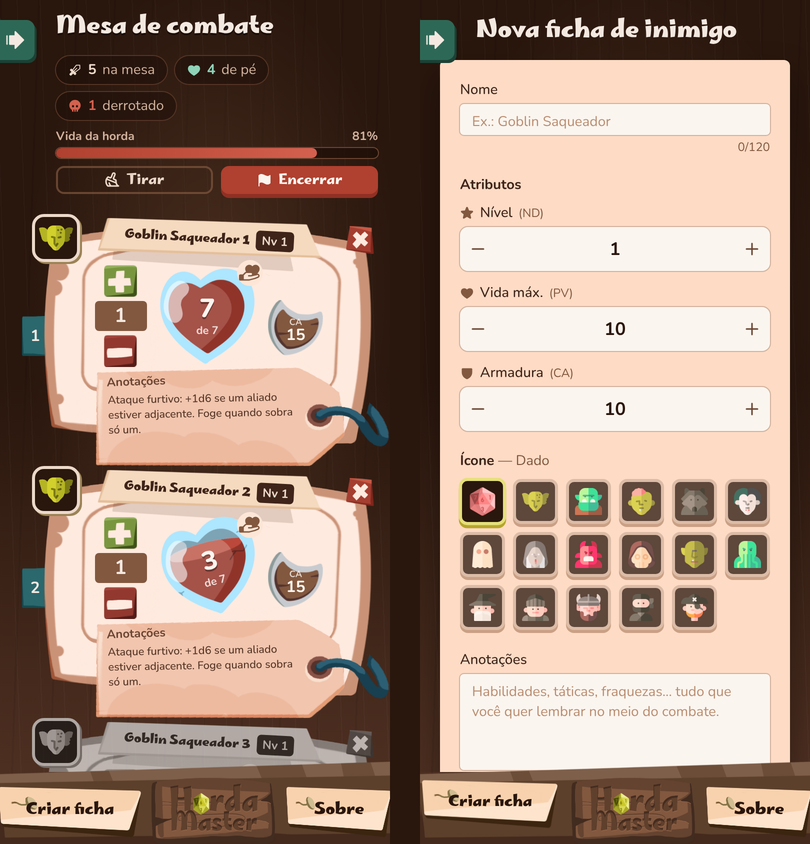 Mesa de combate
5 na mesa
4 de pé
1 derrotado
Vida da horda 81%
Tirar
Encerrar
Goblin Saqueador 1 Nv 1
1
1
7
de 7
CA
15
Anotações
Ataque furtivo: +1d6 se um aliado
estiver adjacente. Foge quando sobra
só um.
Goblin Saqueador 2 Nv 1
2
1
3
de 7
CA
15
Anotações
Ataque furtivo: +1d6 se um aliado
estiver adjacente. Foge quando sobra
só um.
Goblin Saqueador 3 Nv 1
Criar ficha
Horda
Master
Sobre
Nova ficha de inimigo
Nome
Ex.: Goblin Saqueador
0/120
Atributos
Nível (ND)
− 1 +
Vida máx. (PV)
− 10 +
Armadura (CA)
− 10 +
Ícone — Dado
Anotações
Habilidades, táticas, fraquezas... tudo que
você quer lembrar no meio do combate.
Criar ficha
Horda
Master
Sobre